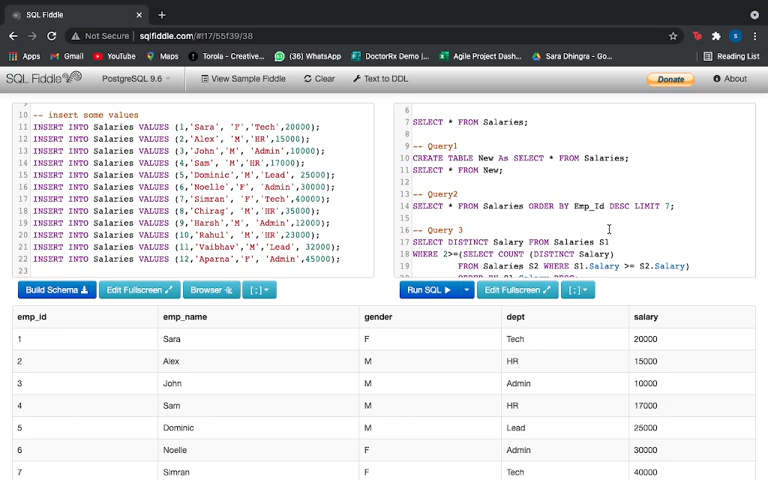 SQL Fiddle
Not Secure | sqlfiddle.com/#!17/55f39/38
Apps Gmail YouTube Maps Torola - Creative... (36) WhatsApp DoctorRx Demo |... Agile Project Dash... Sara Dhingra - Go... Reading List
SQL Fiddle PostgreSQL 9.6 View Sample Fiddle Clear Text to DDL Donate About
10 -- insert some values
11 INSERT INTO Salaries VALUES (1,'Sara', 'F','Tech',20000);
12 INSERT INTO Salaries VALUES (2,'Alex', 'M','HR',15000);
13 INSERT INTO Salaries VALUES (3,'John','M', 'Admin',10000);
14 INSERT INTO Salaries VALUES (4,'Sam', 'M','HR',17000);
15 INSERT INTO Salaries VALUES (5,'Dominic','M','Lead', 25000);
16 INSERT INTO Salaries VALUES (6,'Noelle','F', 'Admin',30000);
17 INSERT INTO Salaries VALUES (7,'Simran', 'F','Tech',40000);
18 INSERT INTO Salaries VALUES (8,'Chirag', 'M','HR',35000);
19 INSERT INTO Salaries VALUES (9,'Harsh','M', 'Admin',12000);
20 INSERT INTO Salaries VALUES (10,'Rahul', 'M','HR',23000);
21 INSERT INTO Salaries VALUES (11,'Vaibhav','M','Lead', 32000);
22 INSERT INTO Salaries VALUES (12,'Aparna','F', 'Admin',45000);
23
6
7 SELECT * FROM Salaries;
8
9 -- Query1
10 CREATE TABLE New As SELECT * FROM Salaries;
11 SELECT * FROM New;
12
13 -- Query2
14 SELECT * FROM Salaries ORDER BY Emp_Id DESC LIMIT 7;
15
16 -- Query 3
17 SELECT DISTINCT Salary FROM Salaries S1
18 WHERE 2>=(SELECT COUNT (DISTINCT Salary)
19 FROM Salaries S2 WHERE S1.Salary >= S2.Salary)
ORDER BY S1.Salary DESC;
Build Schema Edit Fullscreen Browser [ ; ]
Run SQL Edit Fullscreen [ ; ]
emp_id emp_name gender dept salary
1 Sara F Tech 20000
2 Alex M HR 15000
3 John M Admin 10000
4 Sam M HR 17000
5 Dominic M Lead 25000
6 Noelle F Admin 30000
7 Simran F Tech 40000